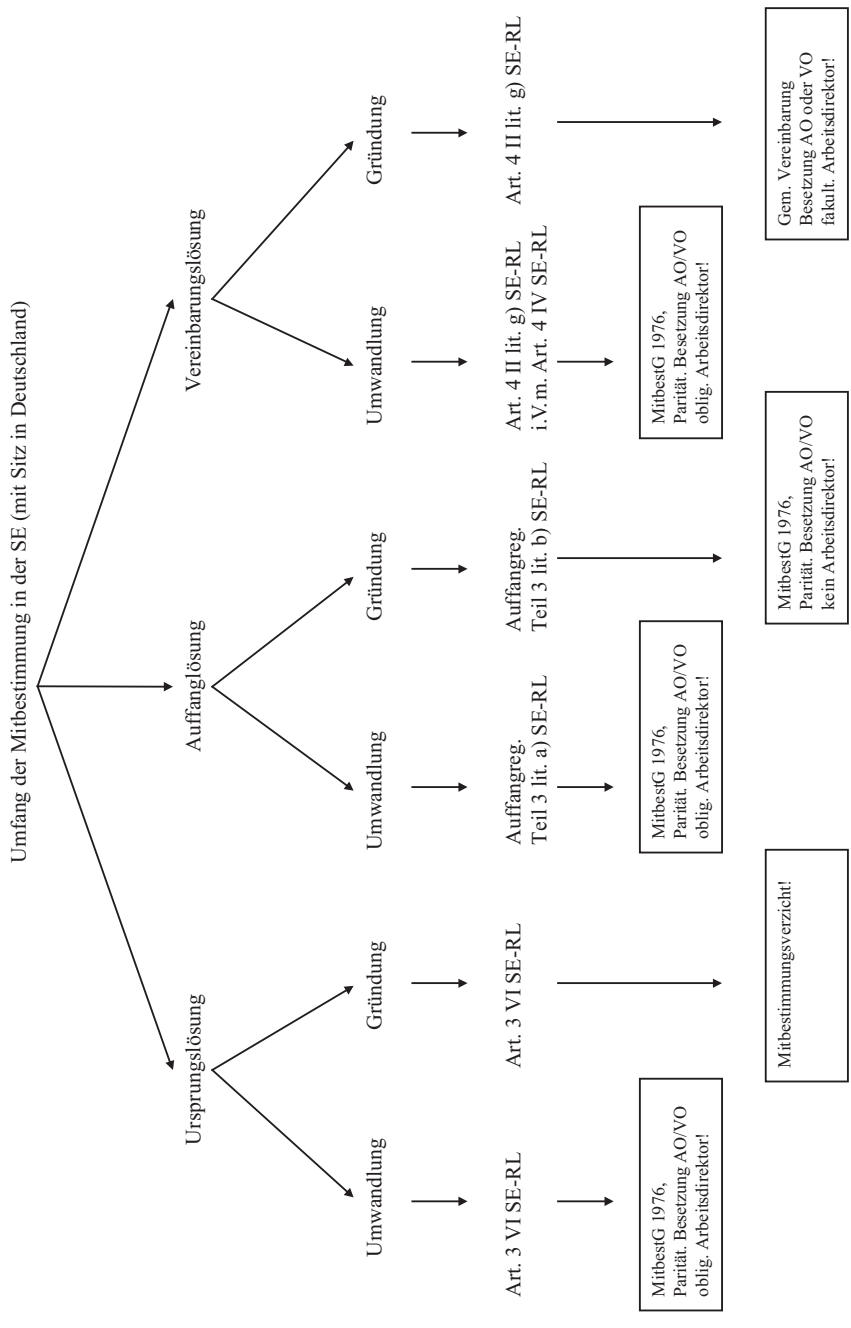 Umfang der Mitbestimmung in der SE (mit Sitz in Deutschland)
Ursprungslösung
Auffanglösung
Vereinbarungslösung
Umwandlung
Gründung
Umwandlung
Gründung
Umwandlung
Gründung
Art. 3 VI SE-RL
Art. 3 VI SE-RL
Auffangreg.
Teil 3 lit. a) SE-RL
Auffangreg.
Teil 3 lit. b) SE-RL
Art. 4 II lit. g) SE-RL
i.V.m. Art. 4 IV SE-RL
Art. 4 II lit. g) SE-RL
MitbestG 1976,
Parität. Besetzung AO/VO
oblig. Arbeitsdirektor!
MitbestG 1976,
Parität. Besetzung AO/VO
oblig. Arbeitsdirektor!
MitbestG 1976,
Parität. Besetzung AO/VO
oblig. Arbeitsdirektor!
Mitbestimmungsverzicht!
MitbestG 1976,
Parität. Besetzung AO/VO
kein Arbeitsdirektor!
Gem. Vereinbarung
Besetzung AO oder VO
fakult. Arbeitsdirektor!